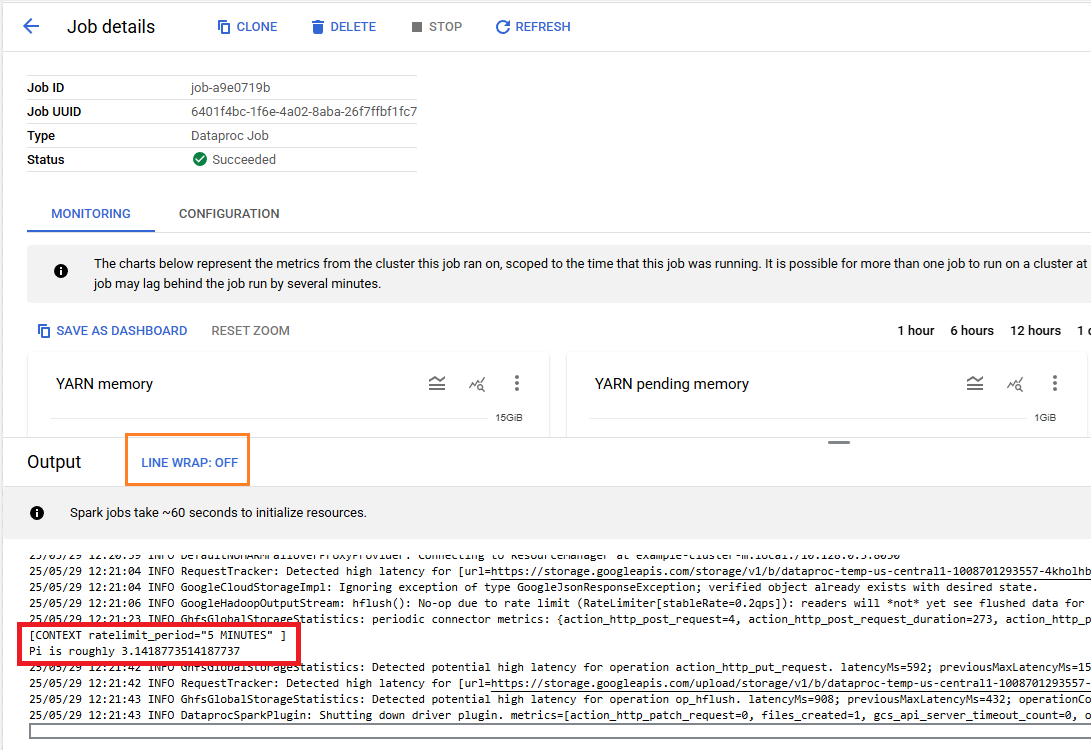 Job details CLONE DELETE STOP REFRESH
Job ID job-a9e0719b
Job UUID 6401f4bc-1f6e-4a02-8aba-26f7ffbf1fc7
Type Dataproc Job
Status Succeeded
MONITORING CONFIGURATION
The charts below represent the metrics from the cluster this job ran on, scoped to the time that this job was running. It is possible for more than one job to run on a cluster at
job may lag behind the job run by several minutes.
SAVE AS DASHBOARD RESET ZOOM 1 hour 6 hours 12 hours 1
YARN memory YARN pending memory
15GiB 1GiB
Output LINE WRAP: OFF
Spark jobs take ~60 seconds to initialize resources.
25/05/29 12:20:59 INFO DefaultNoHARMFailoverProxyProvider: Connecting to ResourceManager at example-cluster-m.local./10.128.0.5:8050
25/05/29 12:21:04 INFO RequestTracker: Detected high latency for [url=https://storage.googleapis.com/storage/v1/b/dataproc-temp-us-central1-1008701293557-4kholhb
25/05/29 12:21:04 INFO GoogleCloudStorageImpl: Ignoring exception of type GoogleJsonResponseException; verified object already exists with desired state.
25/05/29 12:21:06 INFO GoogleHadoopOutputStream: hflush(): No-op due to rate limit (RateLimiter[stableRate=0.2qps]): readers will *not* yet see flushed data for
25/05/29 12:21:23 INFO GhfsGlobalStorageStatistics: periodic connector metrics: {action_http_post_request=4, action_http_post_request_duration=273, action_http_p
[CONTEXT ratelimit_period="5 MINUTES" ]
Pi is roughly 3.1418773514187737
25/05/29 12:21:42 INFO GhfsGlobalStorageStatistics: Detected potential high latency for operation action_http_put_request. latencyMs=592; previousMaxLatencyMs=15
25/05/29 12:21:42 INFO RequestTracker: Detected high latency for [url=https://storage.googleapis.com/upload/storage/v1/b/dataproc-temp-us-central1-1008701293557-
25/05/29 12:21:43 INFO GhfsGlobalStorageStatistics: Detected potential high latency for operation op_hflush. latencyMs=908; previousMaxLatencyMs=432; operationCo
25/05/29 12:21:43 INFO DataprocSparkPlugin: Shutting down driver plugin. metrics=[action_http_patch_request=0, files_created=1, gcs_api_server_timeout_count=0, o